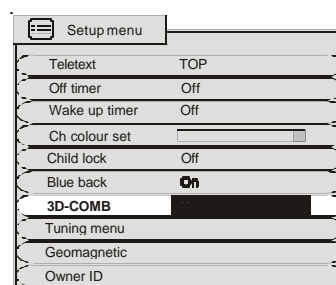 Setup menu
Teletext TOP
Off timer Off
Wake up timer Off
Ch colour set
Child lock Off
Blue back On
3D-COMB
Tuning menu
Geomagnetic
Owner ID